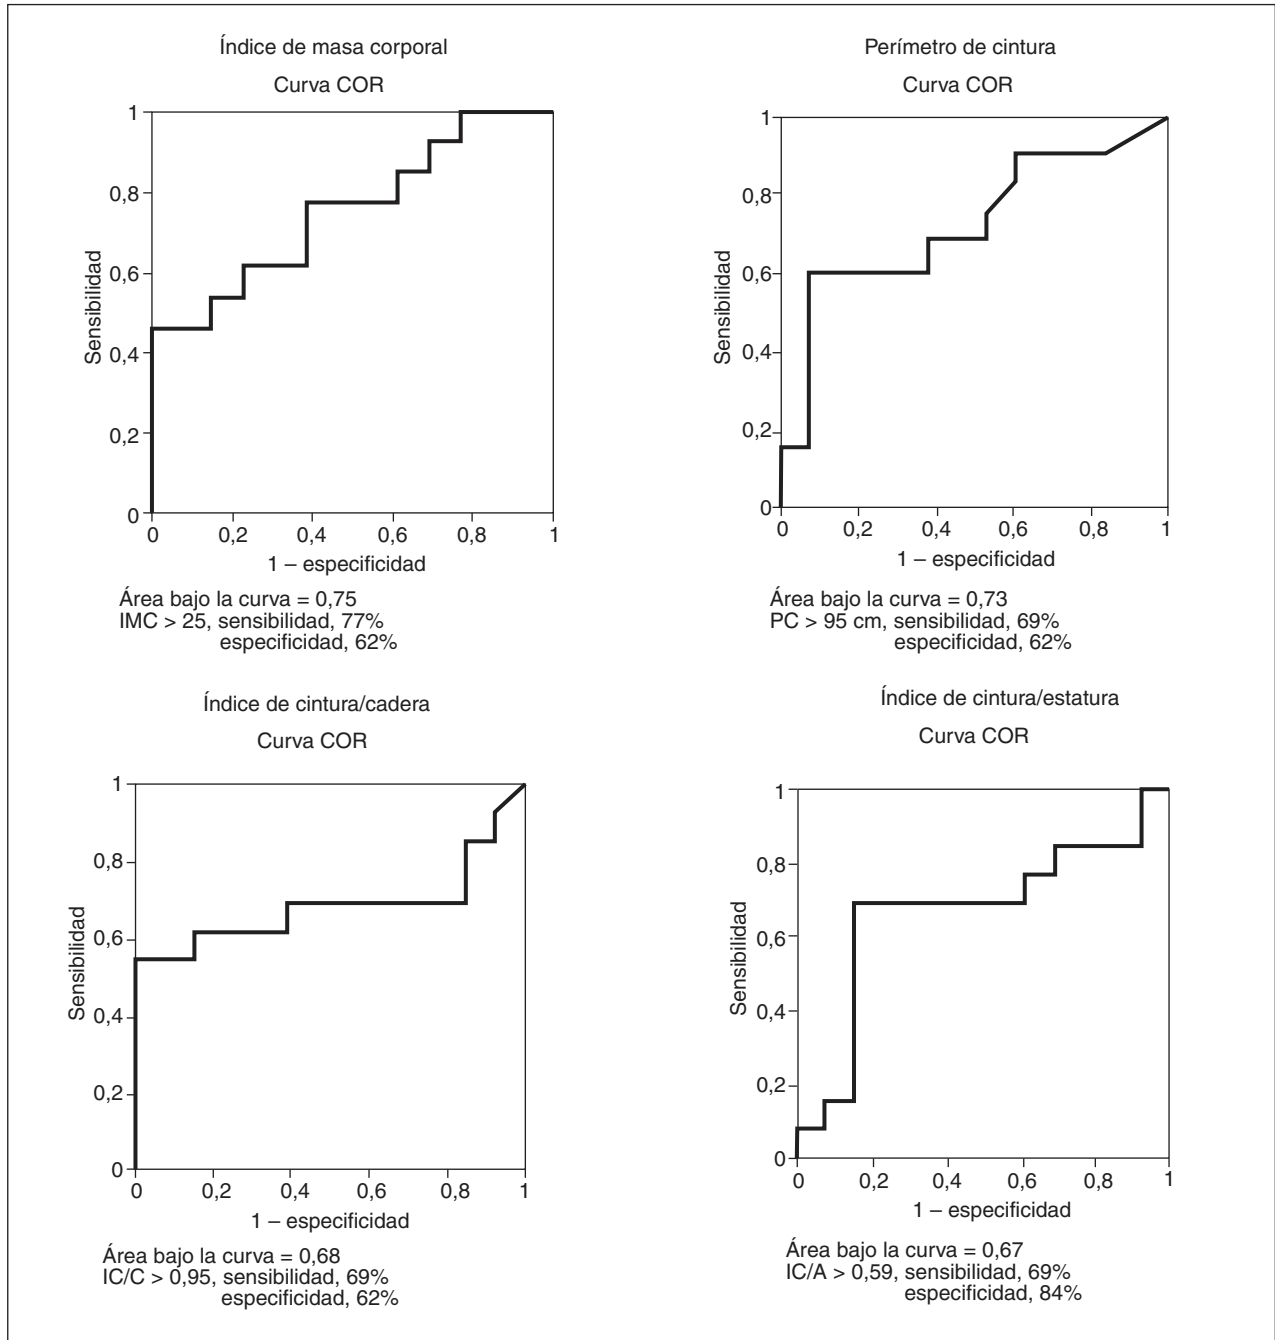 Índice de masa corporal
Curva COR
1
0,8
0,6
0,4
0,2
0
Sensibilidad
0 0,2 0,4 0,6 0,8 1
1 – especificidad
Área bajo la curva = 0,75
IMC > 25, sensibilidad, 77%
especificidad, 62%
Perímetro de cintura
Curva COR
1
0,8
0,6
0,4
0,2
0
Sensibilidad
0 0,2 0,4 0,6 0,8 1
1 – especificidad
Área bajo la curva = 0,73
PC > 95 cm, sensibilidad, 69%
especificidad, 62%
Índice de cintura/cadera
Curva COR
1
0,8
0,6
0,4
0,2
0
Sensibilidad
0 0,2 0,4 0,6 0,8 1
1 – especificidad
Área bajo la curva = 0,68
IC/C > 0,95, sensibilidad, 69%
especificidad, 62%
Índice de cintura/estatura
Curva COR
1
0,8
0,6
0,4
0,2
0
Sensibilidad
0 0,2 0,4 0,6 0,8 1
1 – especificidad
Área bajo la curva = 0,67
IC/A > 0,59, sensibilidad, 69%
especificidad, 84%